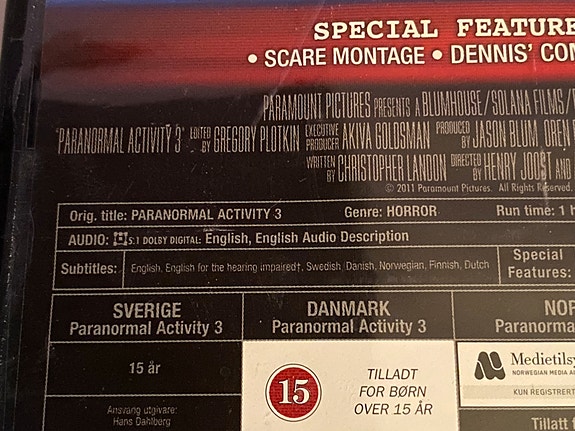 SPECIAL FEATURE
• SCARE MONTAGE • DENNIS' COM
PARAMOUNT PICTURES PRESENTS A BLUMHOUSE/SOLANA FILMS/
"PARANORMAL ACTIVITY 3" EDITED BY GREGORY PLOTKIN EXECUTIVE PRODUCER AKIVA GOLDSMAN PRODUCED BY JASON BLUM OREN
WRITTEN BY CHRISTOPHER LANDON DIRECTED BY HENRY JOOST AND
© 2011 Paramount Pictures. All Rights Reserved.
Orig. title: PARANORMAL ACTIVITY 3 Genre: HORROR Run time: 1 h
AUDIO: 5:1 DOLBY DIGITAL: English, English Audio Description
Subtitles: English, English for the hearing impaired†, Swedish, Danish, Norwegian, Finnish, Dutch
Special
Features:
SVERIGE
Paranormal Activity 3
15 år
Ansvarig utgivare:
Hans Dahlberg
DANMARK
Paranormal Activity 3
15
TILLADT
FOR BØRN
OVER 15 ÅR
NOR
Paranorma
Medietilsy
NORWEGIAN MEDIA A
KUN REGISTRERT
Tillatt f